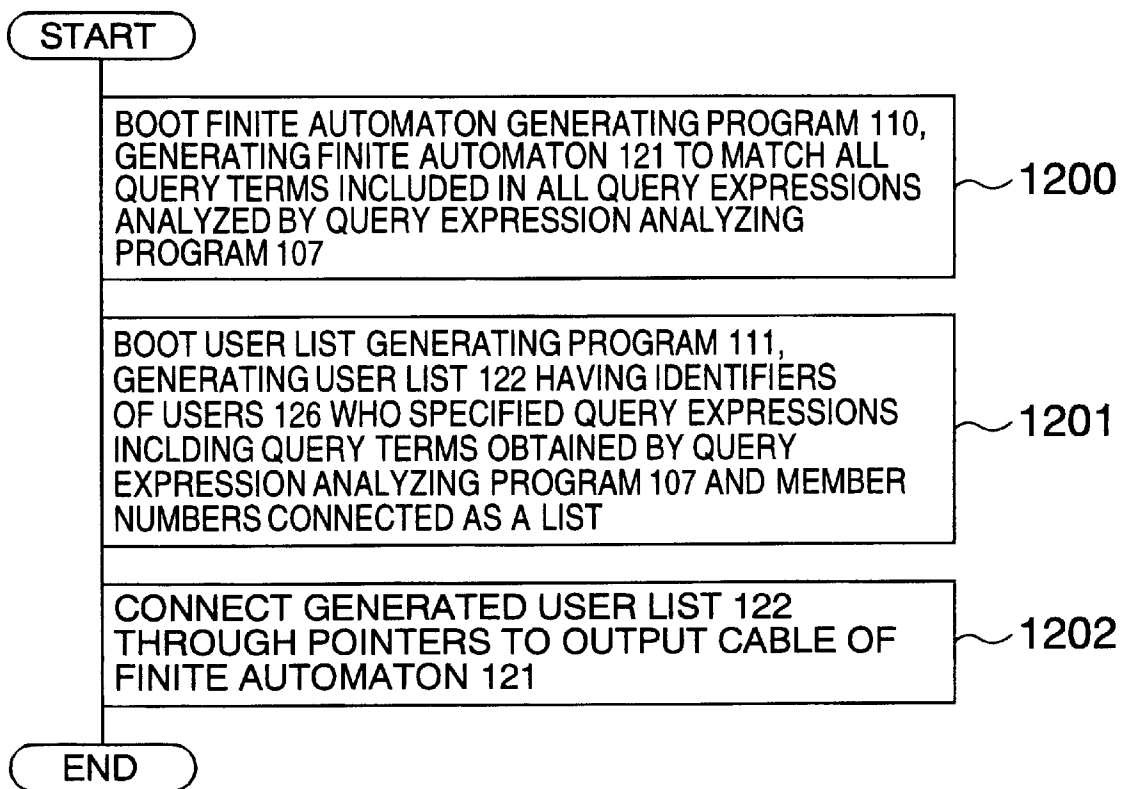 START
BOOT FINITE AUTOMATON GENERATING PROGRAM 110,
GENERATING FINITE AUTOMATON 121 TO MATCH ALL
QUERY TERMS INCLUDED IN ALL QUERY EXPRESSIONS
ANALYZED BY QUERY EXPRESSION ANALYZING
PROGRAM 107
1200
BOOT USER LIST GENERATING PROGRAM 111,
GENERATING USER LIST 122 HAVING IDENTIFIERS
OF USERS 126 WHO SPECIFIED QUERY EXPRESSIONS
INCLDING QUERY TERMS OBTAINED BY QUERY
EXPRESSION ANALYZING PROGRAM 107 AND MEMBER
NUMBERS CONNECTED AS A LIST
1201
CONNECT GENERATED USER LIST 122
THROUGH POINTERS TO OUTPUT CABLE OF
FINITE AUTOMATON 121
1202
END